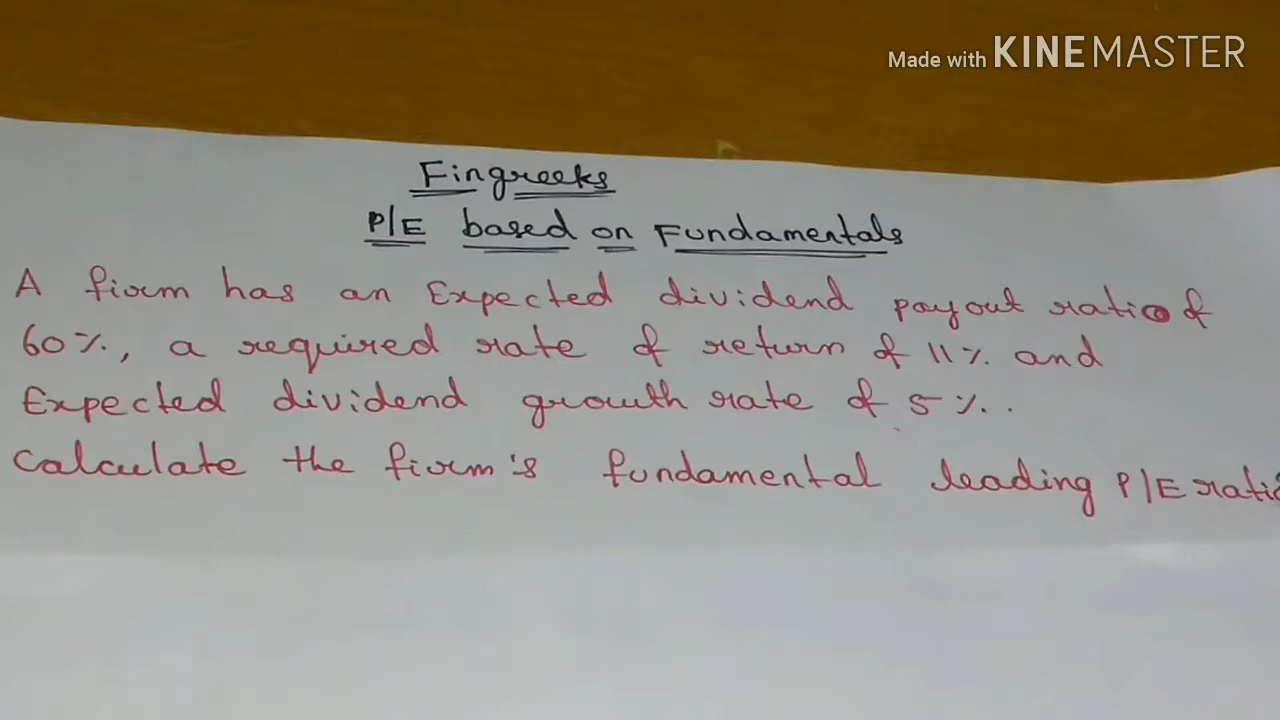 Made with KINEMASTER
Fingreeks
P/E based on Fundamentals
A firm has an Expected dividend payout ratio of
60%, a required rate of return of 11% and
Expected dividend growth rate of 5%..
Calculate the firm's fundamental leading P/E ratio